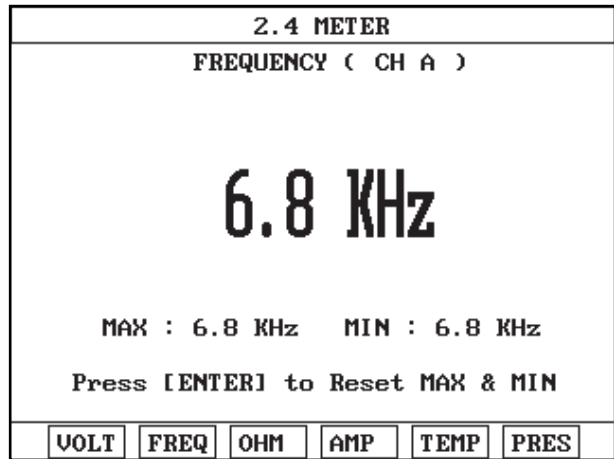 2.4 METER
FREQUENCY ( CH A )
6.8 KHz
MAX : 6.8 KHz MIN : 6.8 KHz
Press [ENTER] to Reset MAX & MIN
VOLT FREQ OHM AMP TEMP PRES